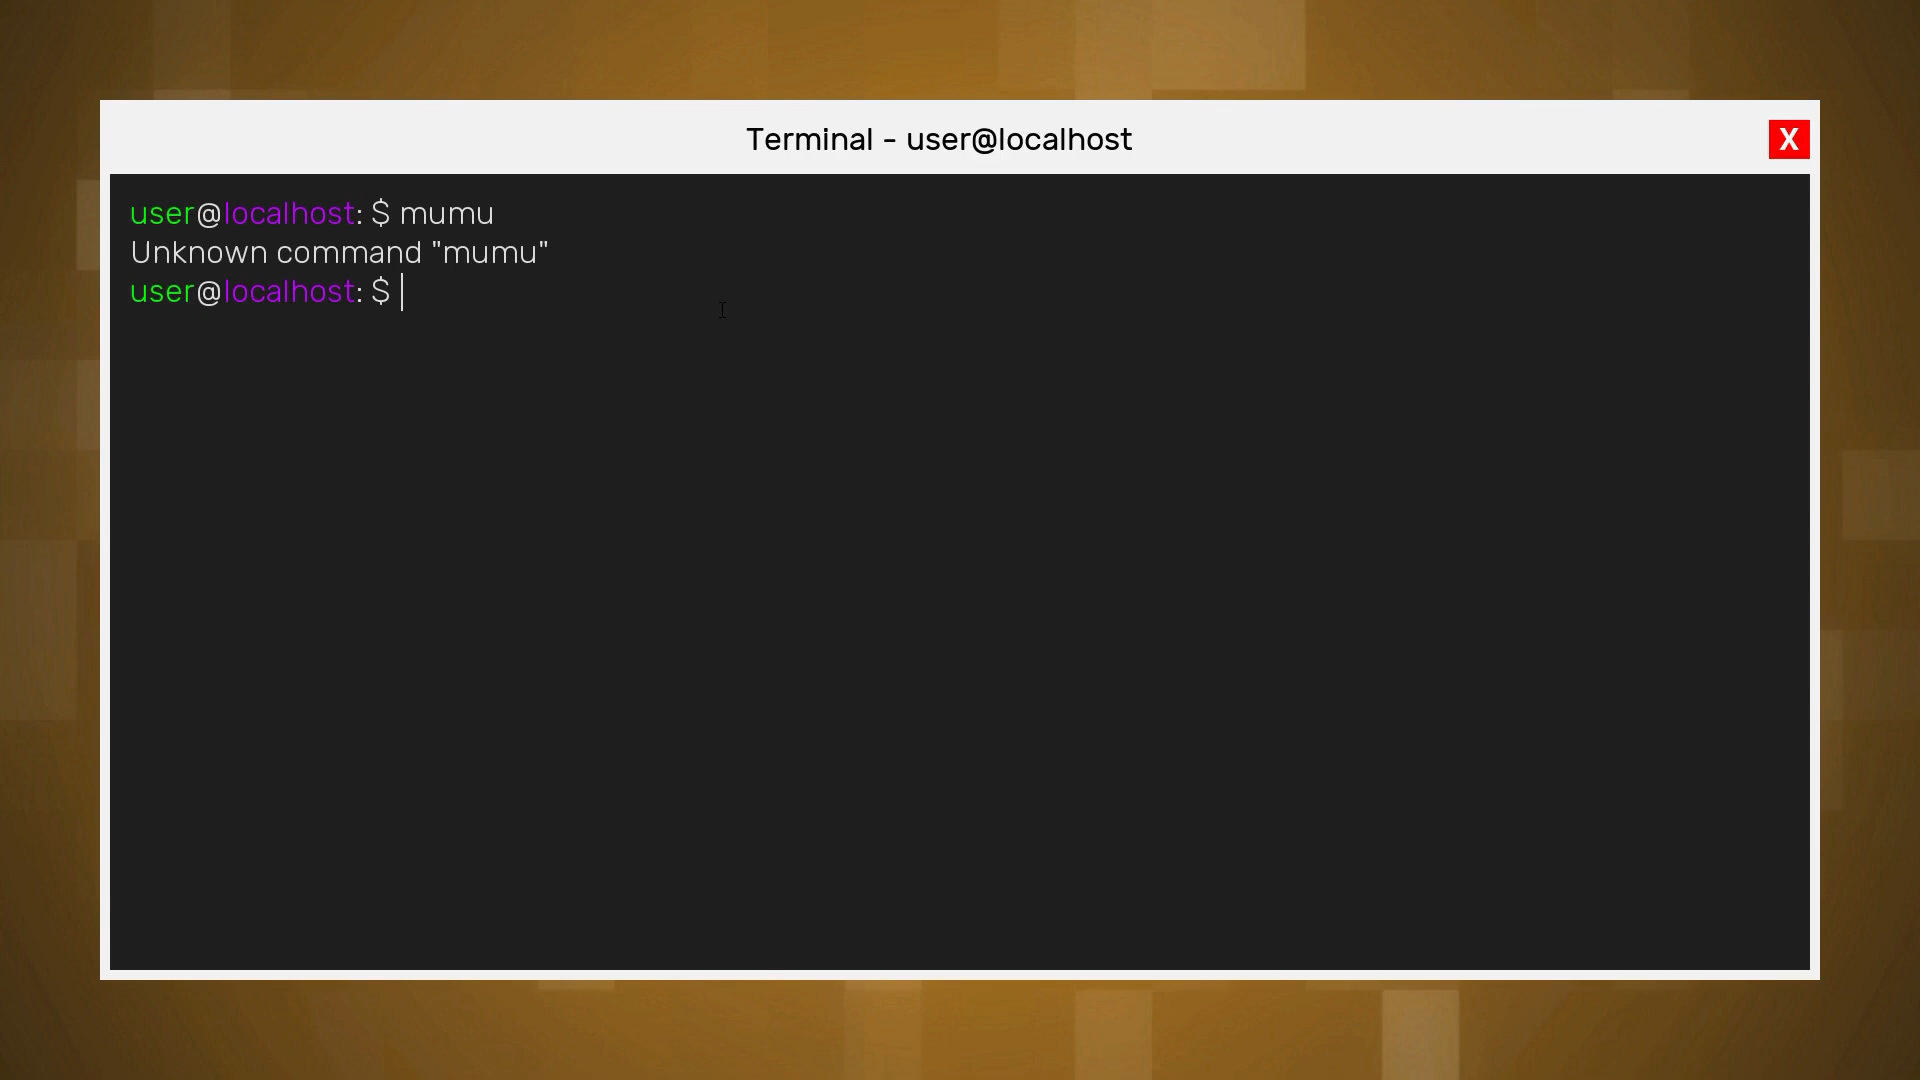 Terminal - user@localhost
X
user@localhost: $ mumu
Unknown command "mumu"
user@localhost: $